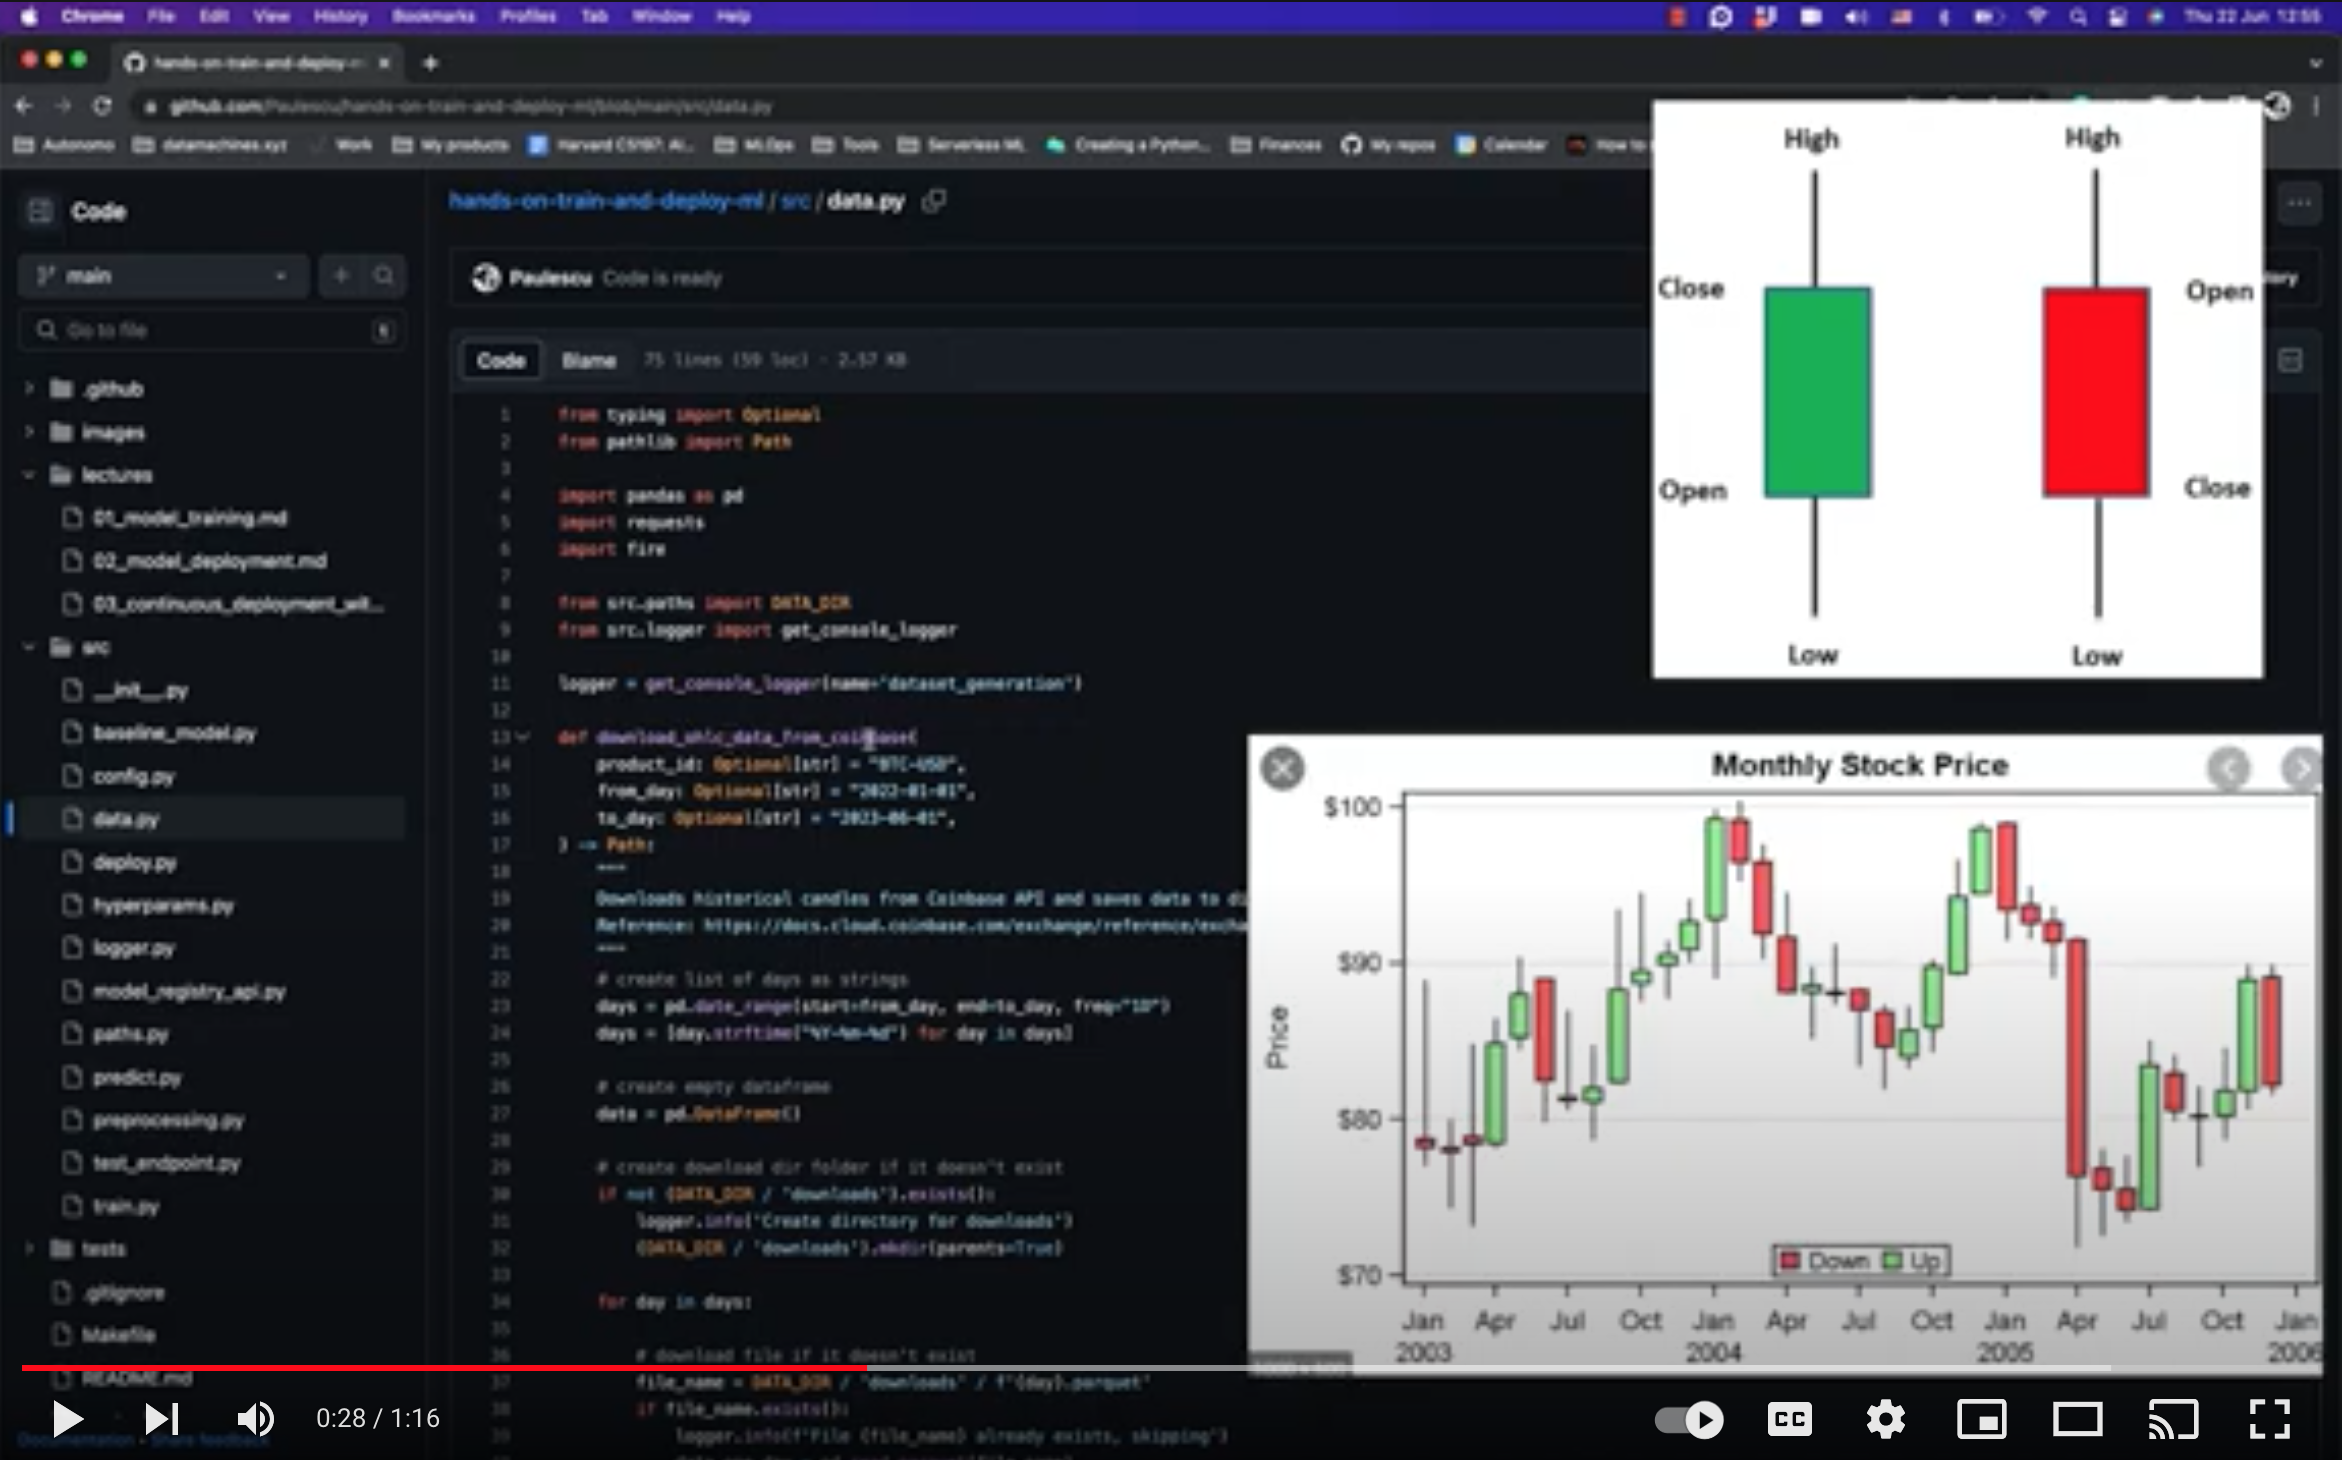 Chrome File Edit View History Bookmarks Profiles Tab Window Help
Thu 22 Jun 12:55
hands-on-train-and-deploy-m
github.com/Paulescu/hands-on-train-and-deploy-ml/blob/main/src/data.py
Autonomo datamachines.xyz Work My products Harvard CS197: AI... MLOps Tools Serverless ML Creating a Python... Finances My repos Calendar How to
Code
main
Go to file
.github
images
lectures
01_model_training.md
02_model_deployment.md
03_continuous_deployment_wit...
src
__init__.py
baseline_model.py
config.py
data.py
deploy.py
hyperparams.py
logger.py
model_registry_api.py
paths.py
predict.py
preprocessing.py
test_endpoint.py
train.py
tests
.gitignore
Makefile
README.md
Documentation • Share feedback
hands-on-train-and-deploy-ml / src / data.py
Paulescu Code is ready
ory
Code Blame 75 lines (59 loc) · 2.57 KB
1 from typing import Optional
2 from pathlib import Path
3
4 import pandas as pd
5 import requests
6 import fire
7
8 from src.paths import DATA_DIR
9 from src.logger import get_console_logger
10
11 logger = get_console_logger(name='dataset_generation')
12
13 def download_ohlc_data_from_coinbase(
14 product_id: Optional[str] = "BTC-USD",
15 from_day: Optional[str] = "2022-01-01",
16 to_day: Optional[str] = "2023-06-01",
17 ) -> Path:
18 """
19 Downloads historical candles from Coinbase API and saves data to di
20 Reference: https://docs.cloud.coinbase.com/exchange/reference/excha
21 """
22 # create list of days as strings
23 days = pd.date_range(start=from_day, end=to_day, freq="1D")
24 days = [day.strftime("%Y-%m-%d") for day in days]
25
26 # create empty dataframe
27 data = pd.DataFrame()
28
29 # create download dir folder if it doesn't exist
30 if not (DATA_DIR / 'downloads').exists():
31 logger.info('Create directory for downloads')
32 (DATA_DIR / 'downloads').mkdir(parents=True)
33
34 for day in days:
35
36 # download file if it doesn't exist
37 file_name = DATA_DIR / 'downloads' / f'{day}.parquet'
38 if file_name.exists():
39 logger.info(f'File {file_name} already exists, skipping')
High High
Close Open
Open Close
Low Low
Monthly Stock Price
$100
$90
$80
$70
Price
Down Up
Jan Apr Jul Oct Jan Apr Jul Oct Jan Apr Jul Oct Jan
2003 2004 2005 2006
0:28 / 1:16
CC